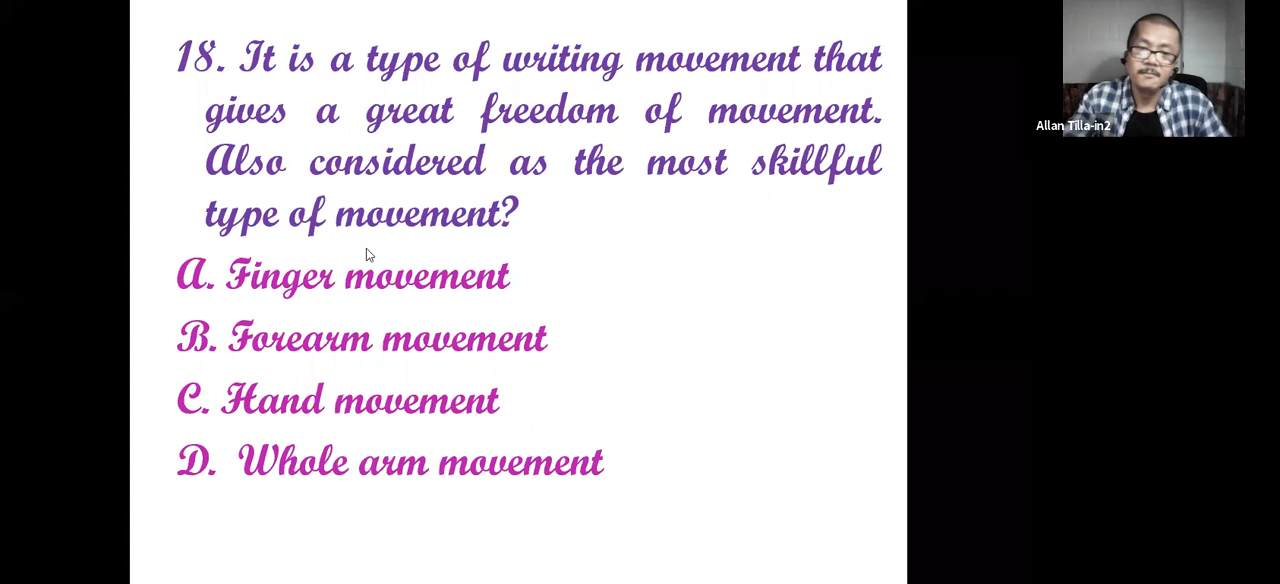 18. It is a type of writing movement that
gives a great freedom of movement.
Also considered as the most skillful
type of movement?
A. Finger movement
B. Forearm movement
C. Hand movement
D. Whole arm movement
Allan Tilla-in2